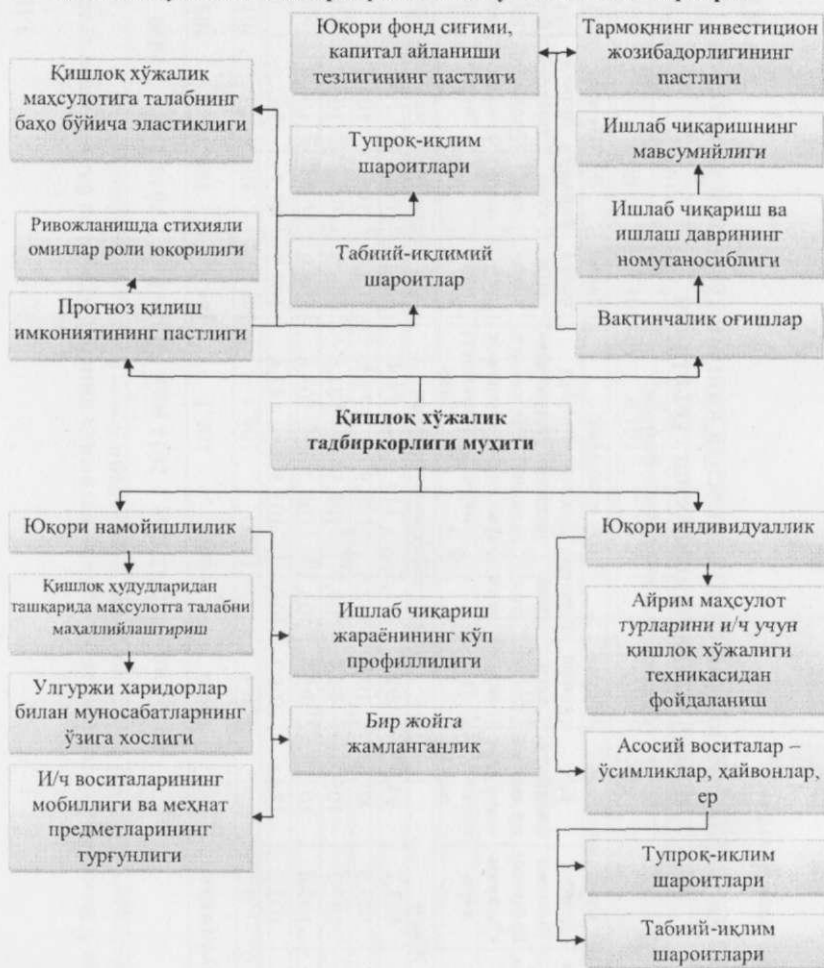 Юқори фонд сиғими,
капитал айланиши
тезлигининг пастлиги
Тармоқнинг инвестицион
жозибадорлигининг
пастлиги
Қишлоқ хўжалик
маҳсулотига талабнинг
баҳо бўйича эластиклиги
Тупроқ-иқлим
шароитлари
Ишлаб чиқаришнинг
мавсумийлиги
Ривожланишда стихияли
омиллар роли юқорилиги
Табиий-иқлимий
шароитлар
Ишлаб чиқариш ва
ишлаш даврининг
номутаносиблиги
Прогноз қилиш
имкониятининг пастлиги
Вақтинчалик оғишлар
Қишлоқ хўжалик
тадбиркорлиги муҳити
Юқори намойишлилик
Юқори индивидуаллик
Қишлоқ ҳудудларидан
ташқарида маҳсулотга талабни
маҳаллийлаштириш
Ишлаб чиқариш
жараёнининг кўп
профиллилиги
Айрим маҳсулот
турларини и/ч учун
қишлоқ хўжалиги
техникасидан
фойдаланиш
Улгуржи харидорлар
билан муносабатларнинг
ўзига хослиги
Бир жойга
жамланганлик
Асосий воситалар –
ўсимликлар, ҳайвонлар,
ер
И/ч воситаларининг
мобиллиги ва меҳнат
предметларининг
турғунлиги
Тупроқ-иклим
шароитлари
Табиий-иқлим
шароитлари